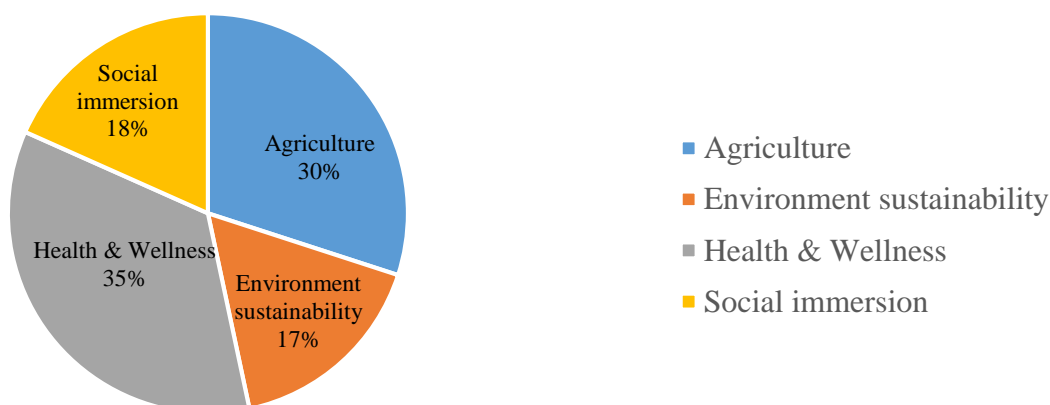 Social
immersion
18%
Agriculture
30%
Health & Wellness
35%
Environment
sustainability
17%
Agriculture
Environment sustainability
Health & Wellness
Social immersion